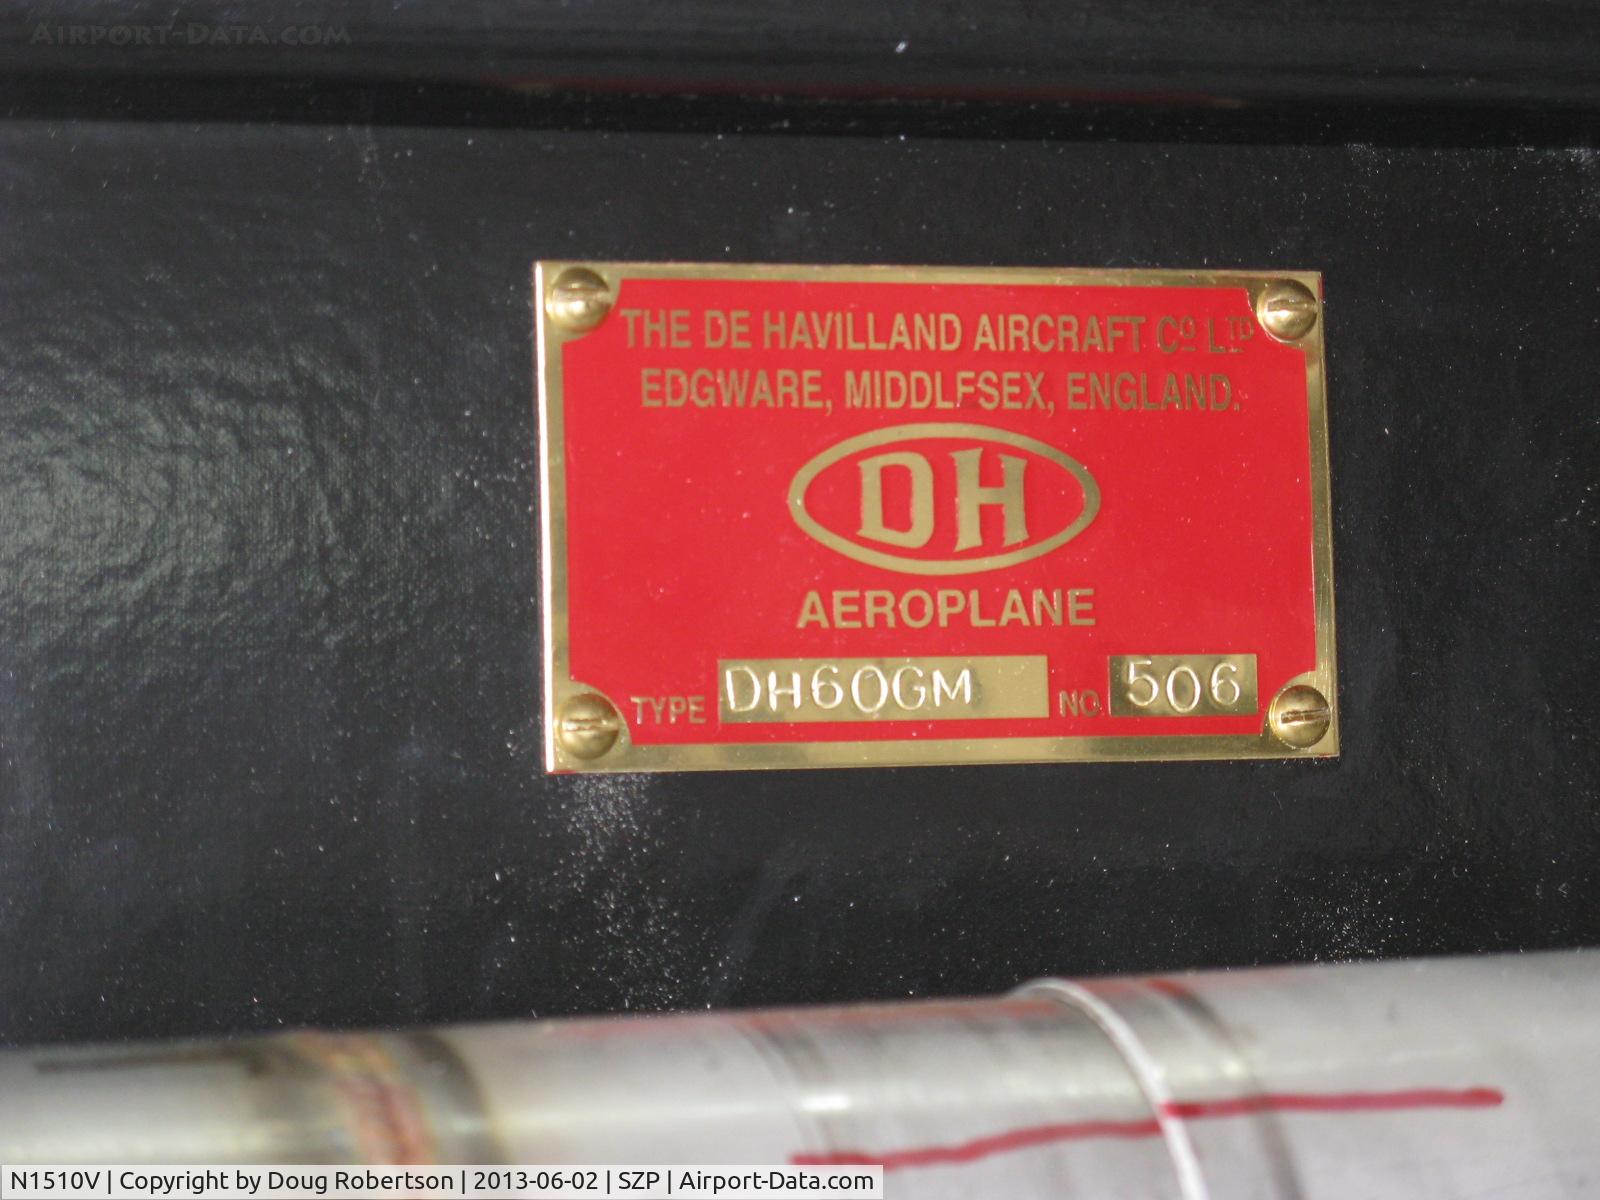 AIRPORT-DATA.COM
THE DE HAVILLAND AIRCRAFT Co LTD
EDGWARE, MIDDLESEX, ENGLAND.
DH
AEROPLANE
TYPE DH60GM NO. 506
N1510V | Copyright by Doug Robertson | 2013-06-02 | SZP | Airport-Data.com